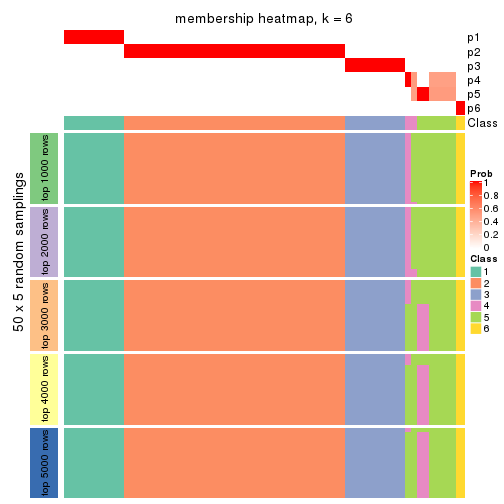 membership heatmap, k = 6
p1
p2
p3
p4
p5
p6
Class
50 x 5 random samplings
top 1000 rows
top 2000 rows
top 3000 rows
top 4000 rows
top 5000 rows
Prob
1
0.8
0.6
0.4
0.2
0
Class
1
2
3
4
5
6